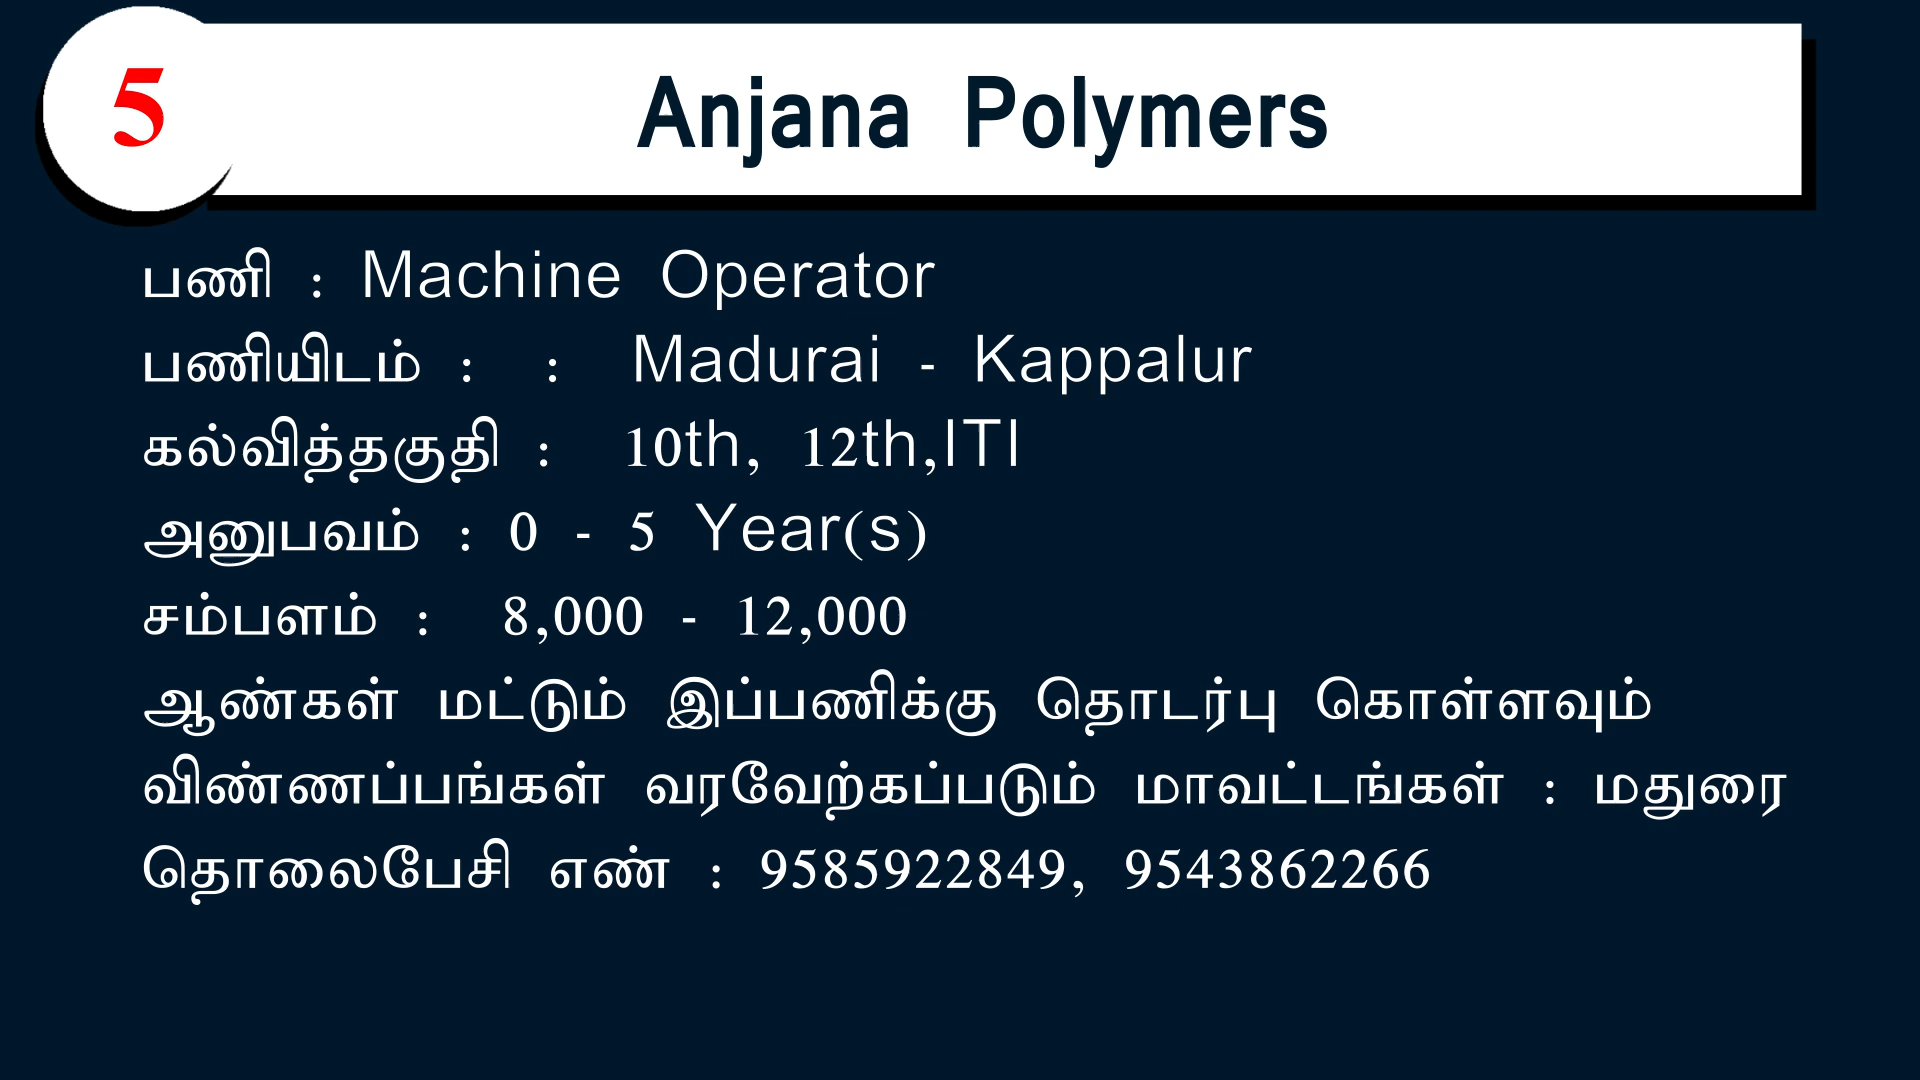 5
Anjana Polymers
பணி : Machine Operator
பணியிடம் : : Madurai - Kappalur
கல்வித்தகுதி : 10th, 12th,ITI
அனுபவம் : 0 - 5 Year(s)
சம்பளம் : 8,000 - 12,000
ஆண்கள் மட்டும் இப்பணிக்கு தொடர்பு கொள்ளவும்
விண்ணப்பங்கள் வரவேற்கப்படும் மாவட்டங்கள் : மதுரை
தொலைபேசி எண் : 9585922849, 9543862266